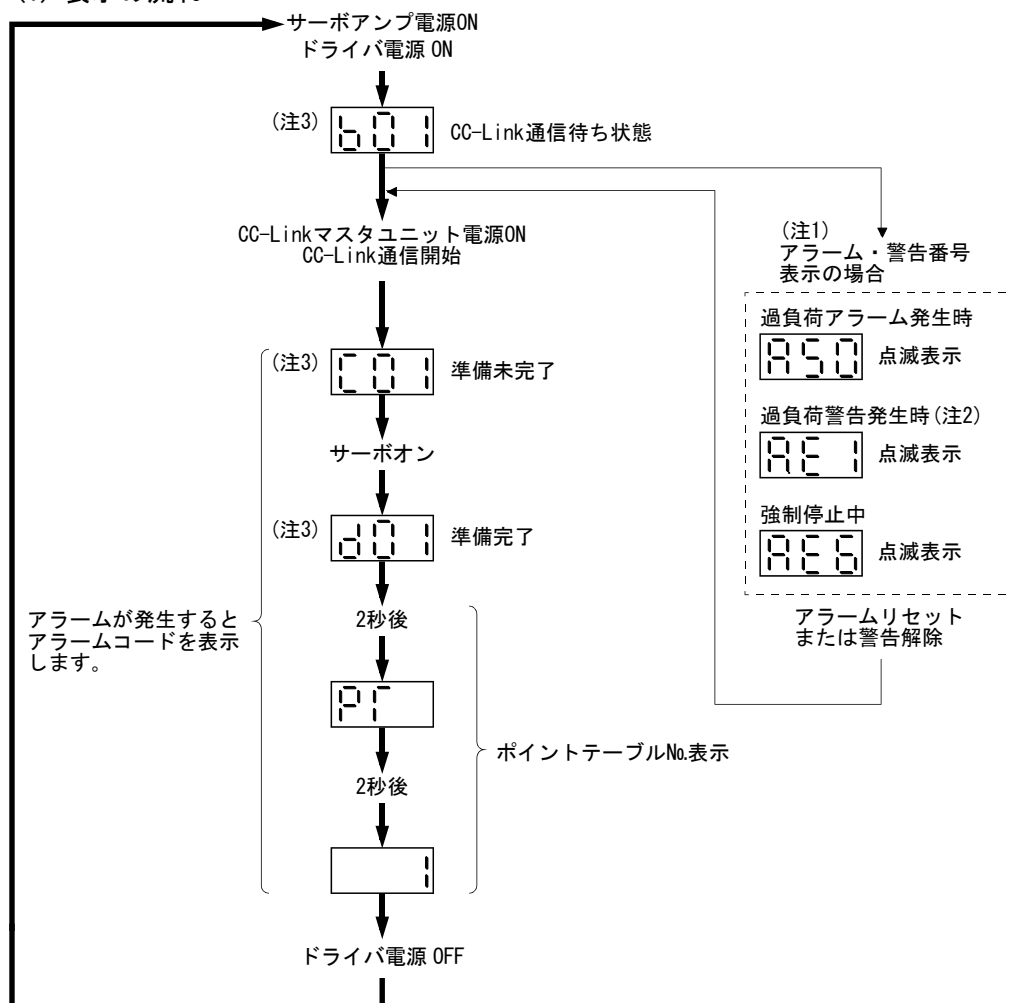 サーボアンプ電源ON
ドライバ電源 ON
(注3) b01 CC-Link通信待ち状態
CC-Linkマスタユニット電源ON
CC-Link通信開始
(注1)
アラーム・警告番号
表示の場合
過負荷アラーム発生時
A50 点滅表示
過負荷警告発生時(注2)
AE1 点滅表示
強制停止中
AE6 点滅表示
アラームリセット
または警告解除
(注3) C01 準備未完了
サーボオン
(注3) d01 準備完了
アラームが発生すると
アラームコードを表示
します。
2秒後
PT
2秒後
1
ポイントテーブルNo.表示
ドライバ電源 OFF